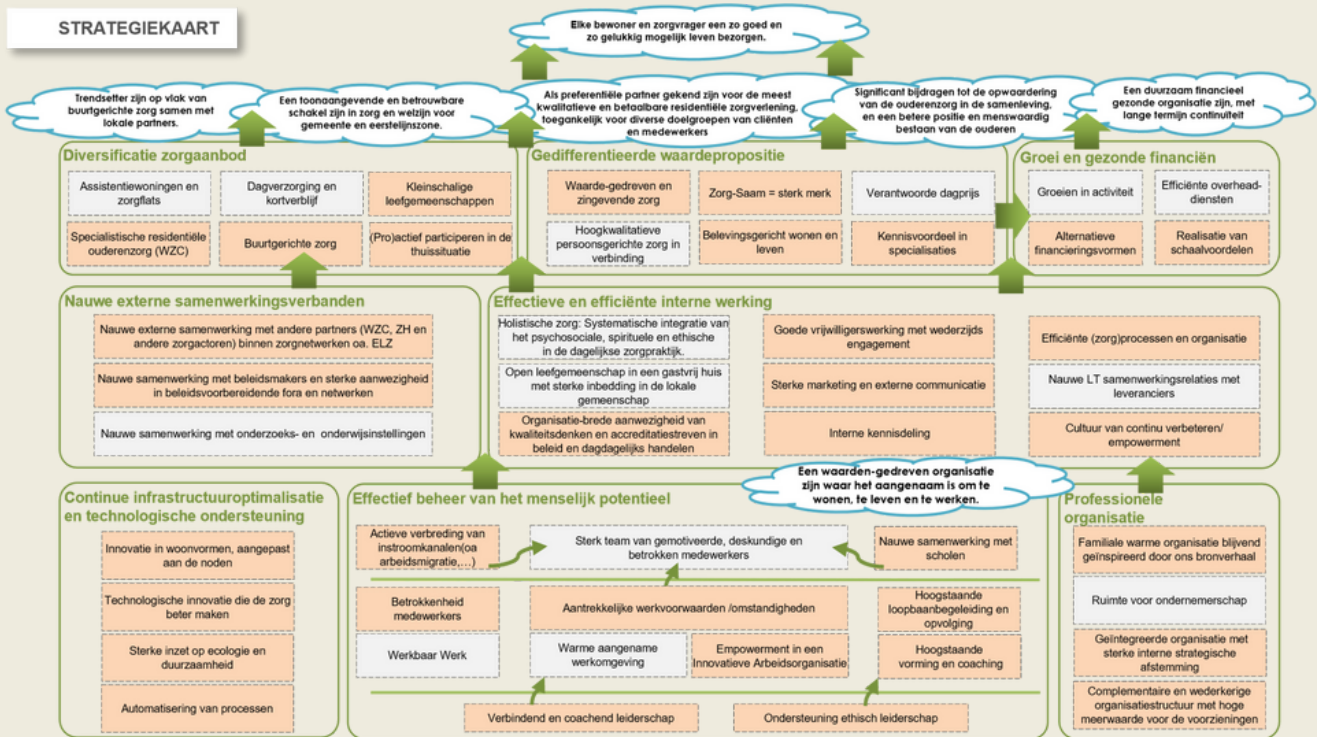 STRATEGIEKAART
Elke bewoner en zorgvrager een zo goed en
zo gelukkig mogelijk leven bezorgen.
Trendsetter zijn op vlak van
buurtgerichte zorg samen met
lokale partners.
Een toonaangevende en betrouwbare
schakel zijn in zorg en welzijn voor
gemeente en eerstelijnszone.
Als preferentiële partner gekend zijn voor de meest
kwalitatieve en betaalbare residentiële zorgverlening,
toegankelijk voor diverse doelgroepen van cliënten
en medewerkers
Significant bijdragen tot de opwaardering
van de ouderenzorg in de samenleving,
en een betere positie en menswaardig
bestaan van de ouderen
Een duurzaam financieel
gezonde organisatie zijn, met
lange termijn continuïteit
Diversificatie zorgaanbod
Assistentiewoningen en
zorgflats
Dagverzorging en
kortverblijf
Kleinschalige
leefgemeenschappen
Specialistische residentiële
ouderenzorg (WZC)
Buurtgerichte zorg
(Pro)actief participeren in de
thuissituatie
Gedifferentieerde waardepropositie
Waarde-gedreven en
zingevende zorg
Zorg-Saam = sterk merk
Verantwoorde dagprijs
Hoogkwalitatieve
persoonsgerichte zorg in
verbinding
Belevingsgericht wonen en
leven
Kennisvoordeel in
specialisaties
Groei en gezonde financiën
Groeien in activiteit
Efficiënte overhead-
diensten
Alternatieve
financieringsvormen
Realisatie van
schaalvoordelen
Nauwe externe samenwerkingsverbanden
Nauwe externe samenwerking met andere partners (WZC, ZH en
andere zorgactoren) binnen zorgnetwerken oa. ELZ
Nauwe samenwerking met beleidsmakers en sterke aanwezigheid
in beleidsvoorbereidende fora en netwerken
Nauwe samenwerking met onderzoeks- en onderwijsinstellingen
Effectieve en efficiënte interne werking
Holistische zorg: Systematische integratie van
het psychosociale, spirituele en ethische
in de dagelijkse zorgpraktijk.
Goede vrijwilligerswerking met wederzijds
engagement
Efficiënte (zorg)processen en organisatie
Open leefgemeenschap in een gastvrij huis
met sterke inbedding in de lokale
gemeenschap
Sterke marketing en externe communicatie
Nauwe LT samenwerkingsrelaties met
leveranciers
Organisatie-brede aanwezigheid van
kwaliteitsdenken en accreditatiestreven in
beleid en dagdagelijks handelen
Interne kennisdeling
Cultuur van continu verbeteren/
empowerment
Een waarden-gedreven organisatie
zijn waar het aangenaam is om te
wonen, te leven en te werken.
Continue infrastructuuroptimalisatie
en technologische ondersteuning
Innovatie in woonvormen, aangepast
aan de noden
Technologische innovatie die de zorg
beter maken
Sterke inzet op ecologie en
duurzaamheid
Automatisering van processen
Effectief beheer van het menselijk potentieel
Actieve verbreding van
instroomkanalen(oa
arbeidsmigratie,...)
Sterk team van gemotiveerde, deskundige en
betrokken medewerkers
Nauwe samenwerking met
scholen
Betrokkenheid
medewerkers
Aantrekkelijke werkvoorwaarden /omstandigheden
Hoogstaande
loopbaanbegeleiding en
opvolging
Werkbaar Werk
Warme aangename
werkomgeving
Empowerment in een
Innovatieve Arbeidsorganisatie
Hoogstaande
vorming en coaching
Verbindend en coachend leiderschap
Ondersteuning ethisch leiderschap
Professionele
organisatie
Familiale warme organisatie blijvend
geïnspireerd door ons bronverhaal
Ruimte voor ondernemerschap
Geïntegreerde organisatie met
sterke interne strategische
afstemming
Complementaire en wederkerige
organisatiestructuur met hoge
meerwaarde voor de voorzieningen